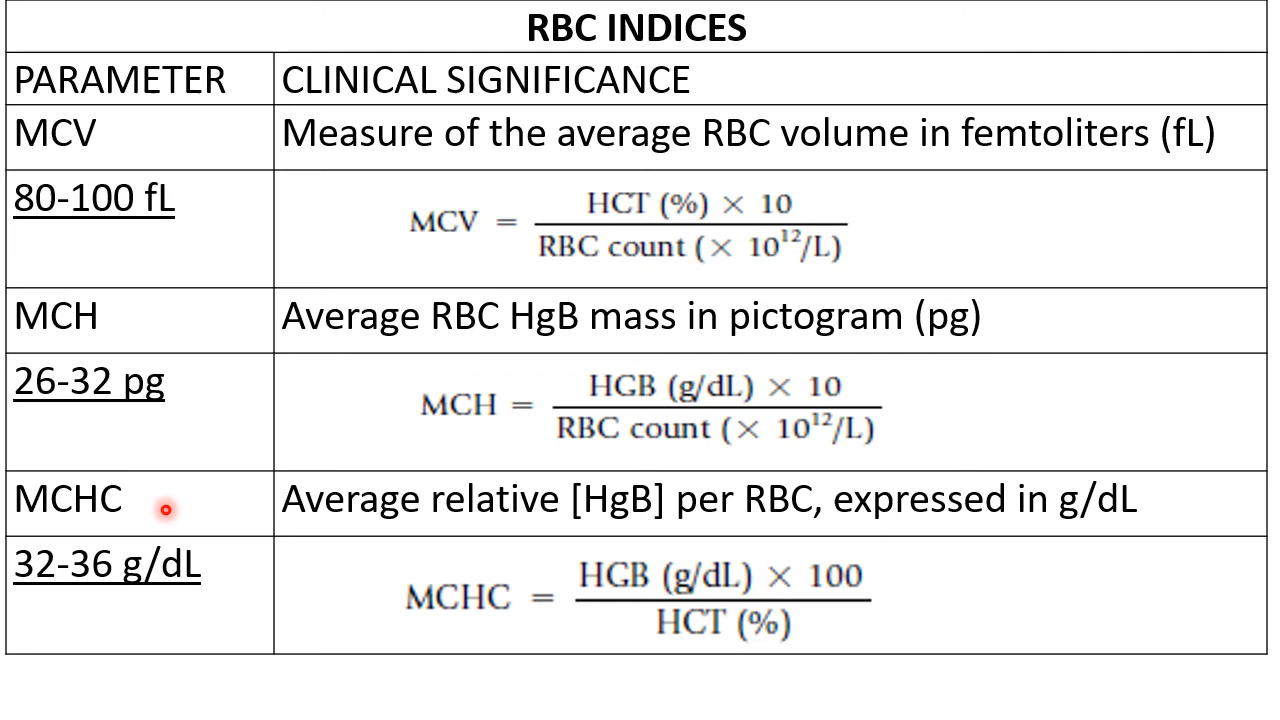 RBC INDICES
PARAMETER CLINICAL SIGNIFICANCE
MCV Measure of the average RBC volume in femtoliters (fL)
80-100 fL MCV = HCT (%) × 10
RBC count (× 10¹²/L)
MCH Average RBC HgB mass in pictogram (pg)
26-32 pg MCH = HGB (g/dL) × 10
RBC count (× 10¹²/L)
MCHC Average relative [HgB] per RBC, expressed in g/dL
32-36 g/dL MCHC = HGB (g/dL) × 100
HCT (%)